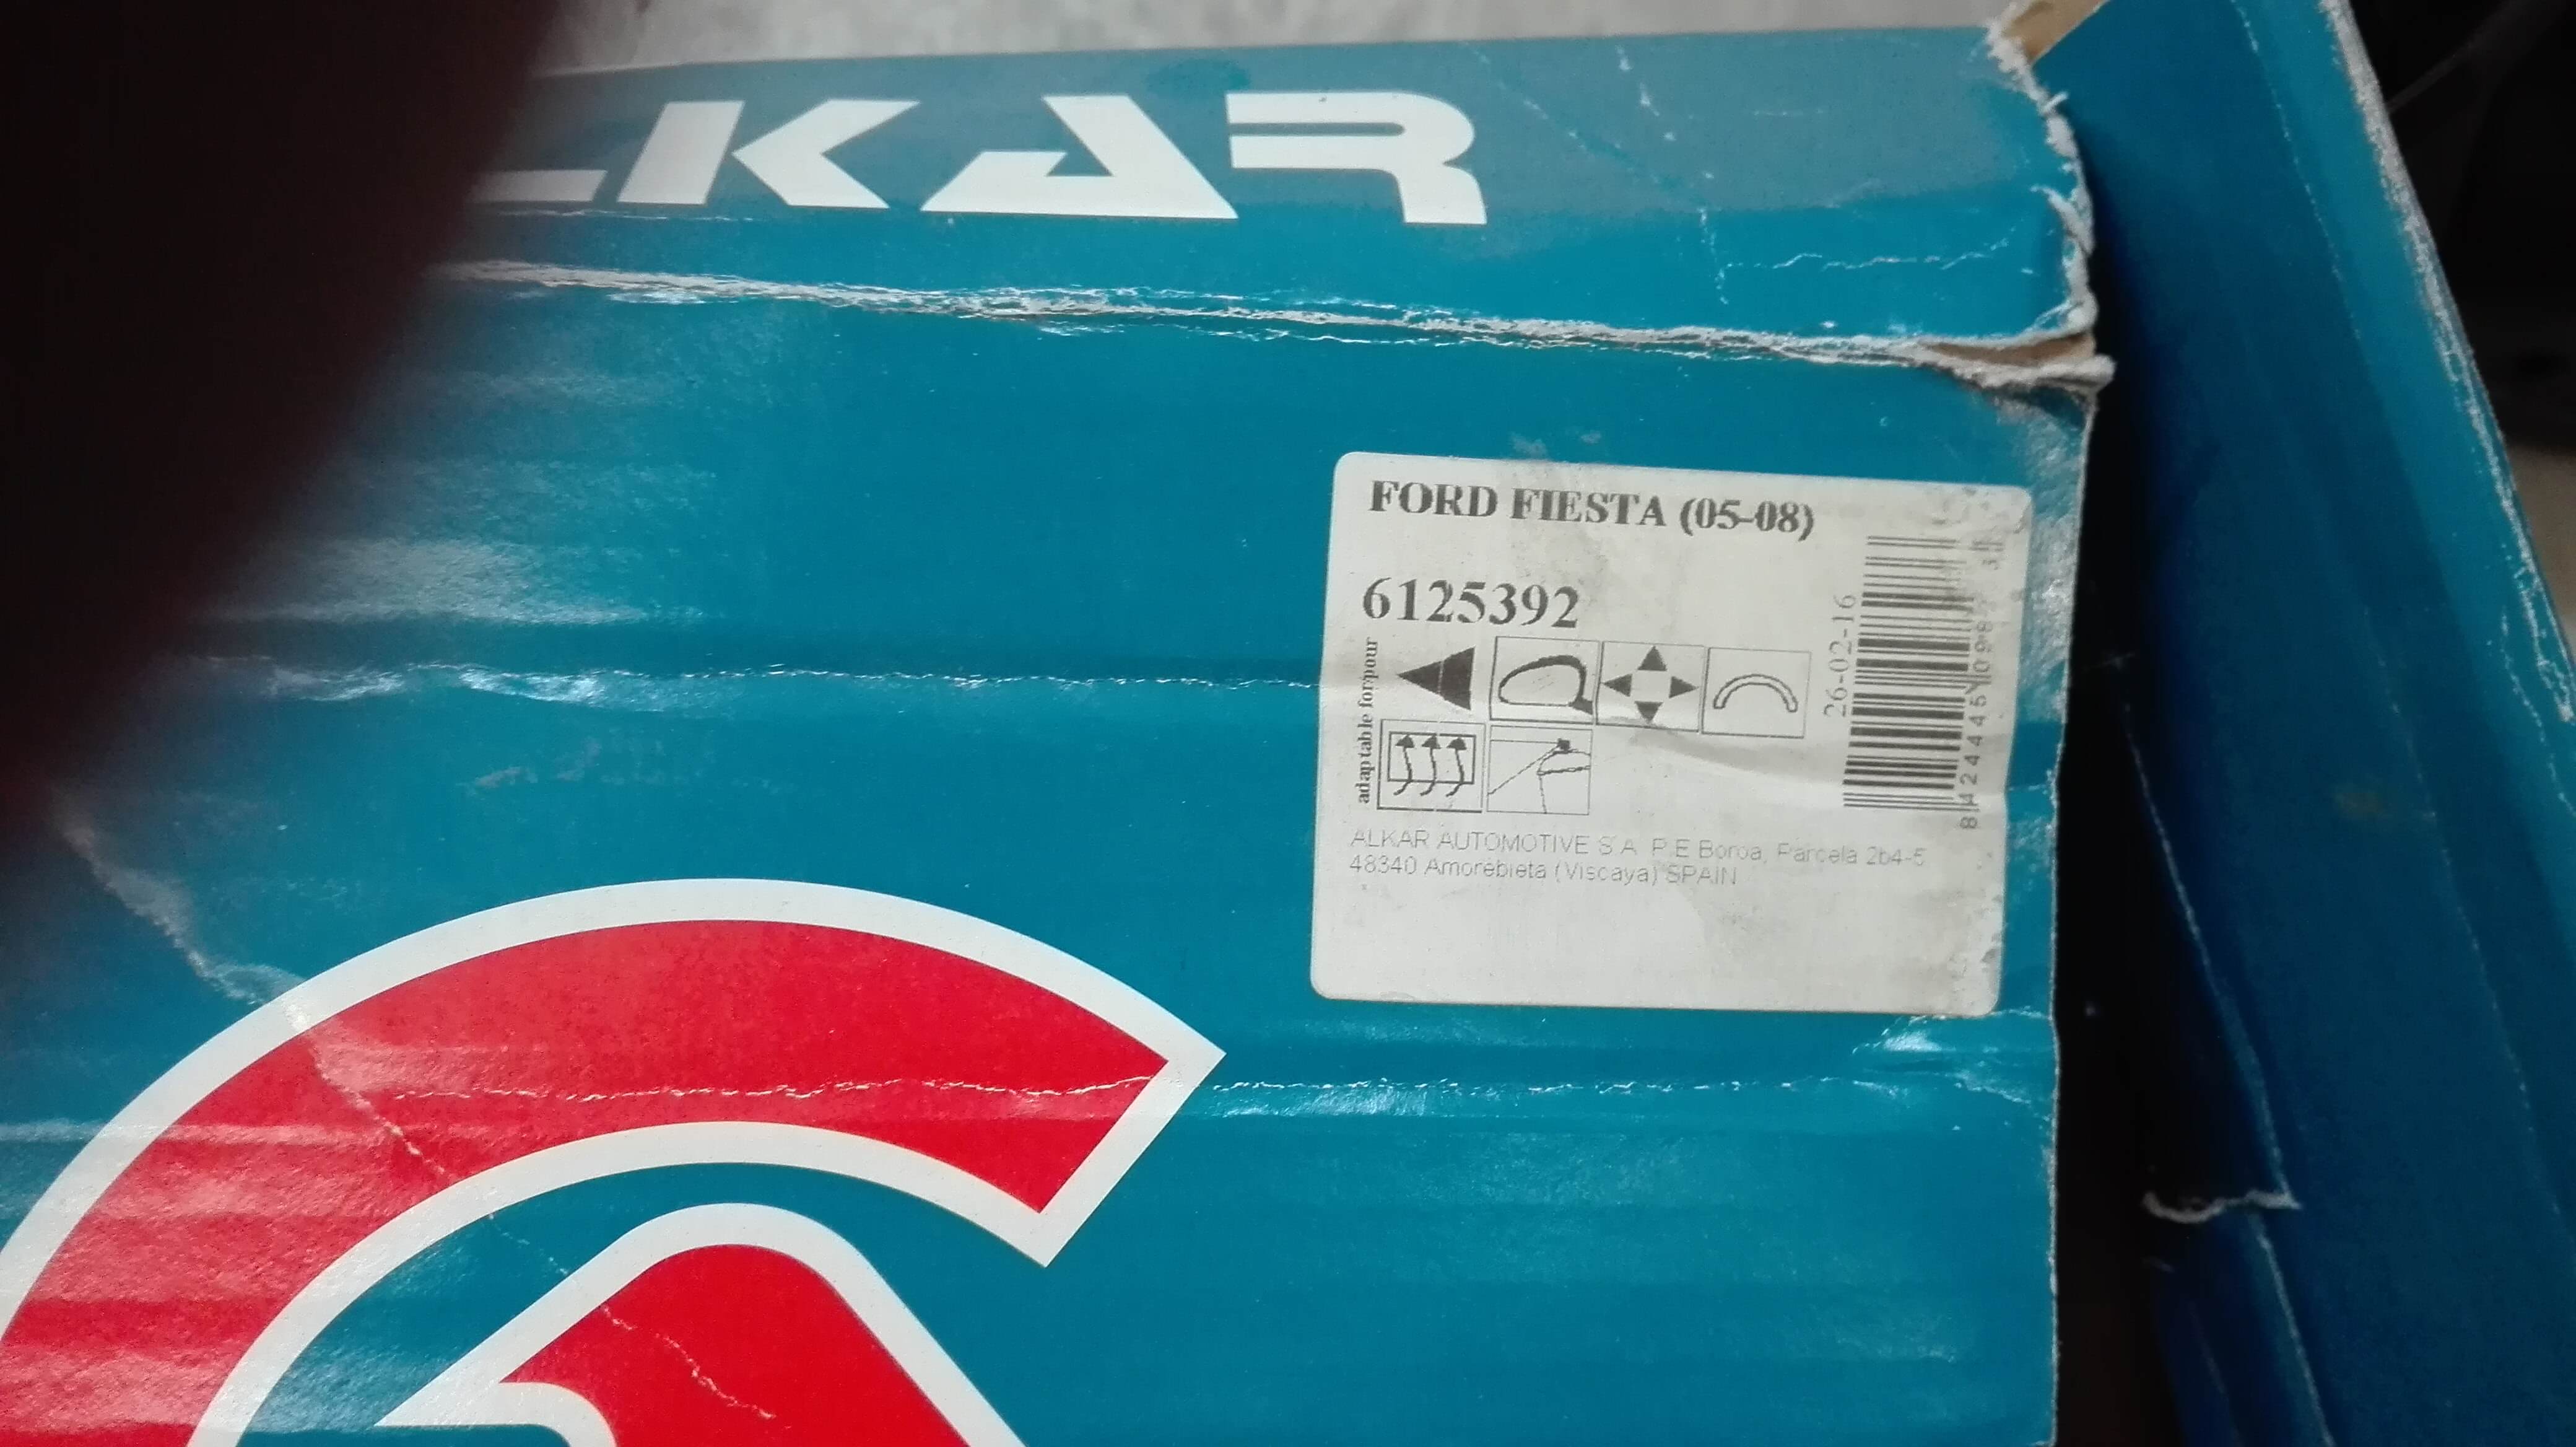 LKAR
FORD FIESTA (05-08)
6125392
adaptable for/pour
26-02-16
ALKAR AUTOMOTIVE S.A. P.E Boroa, Parcela 2b4-5
48340 Amorebieta (Viscaya) SPAIN